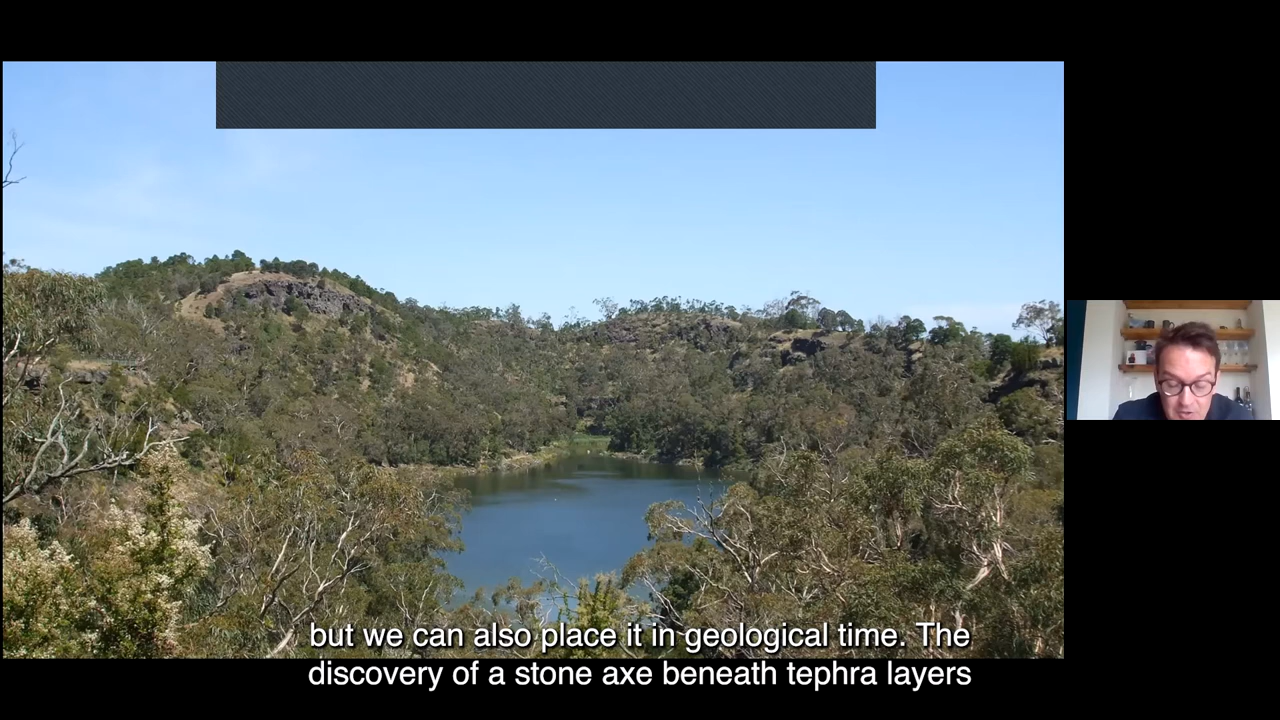 but we can also place it in geological time. The
discovery of a stone axe beneath tephra layers